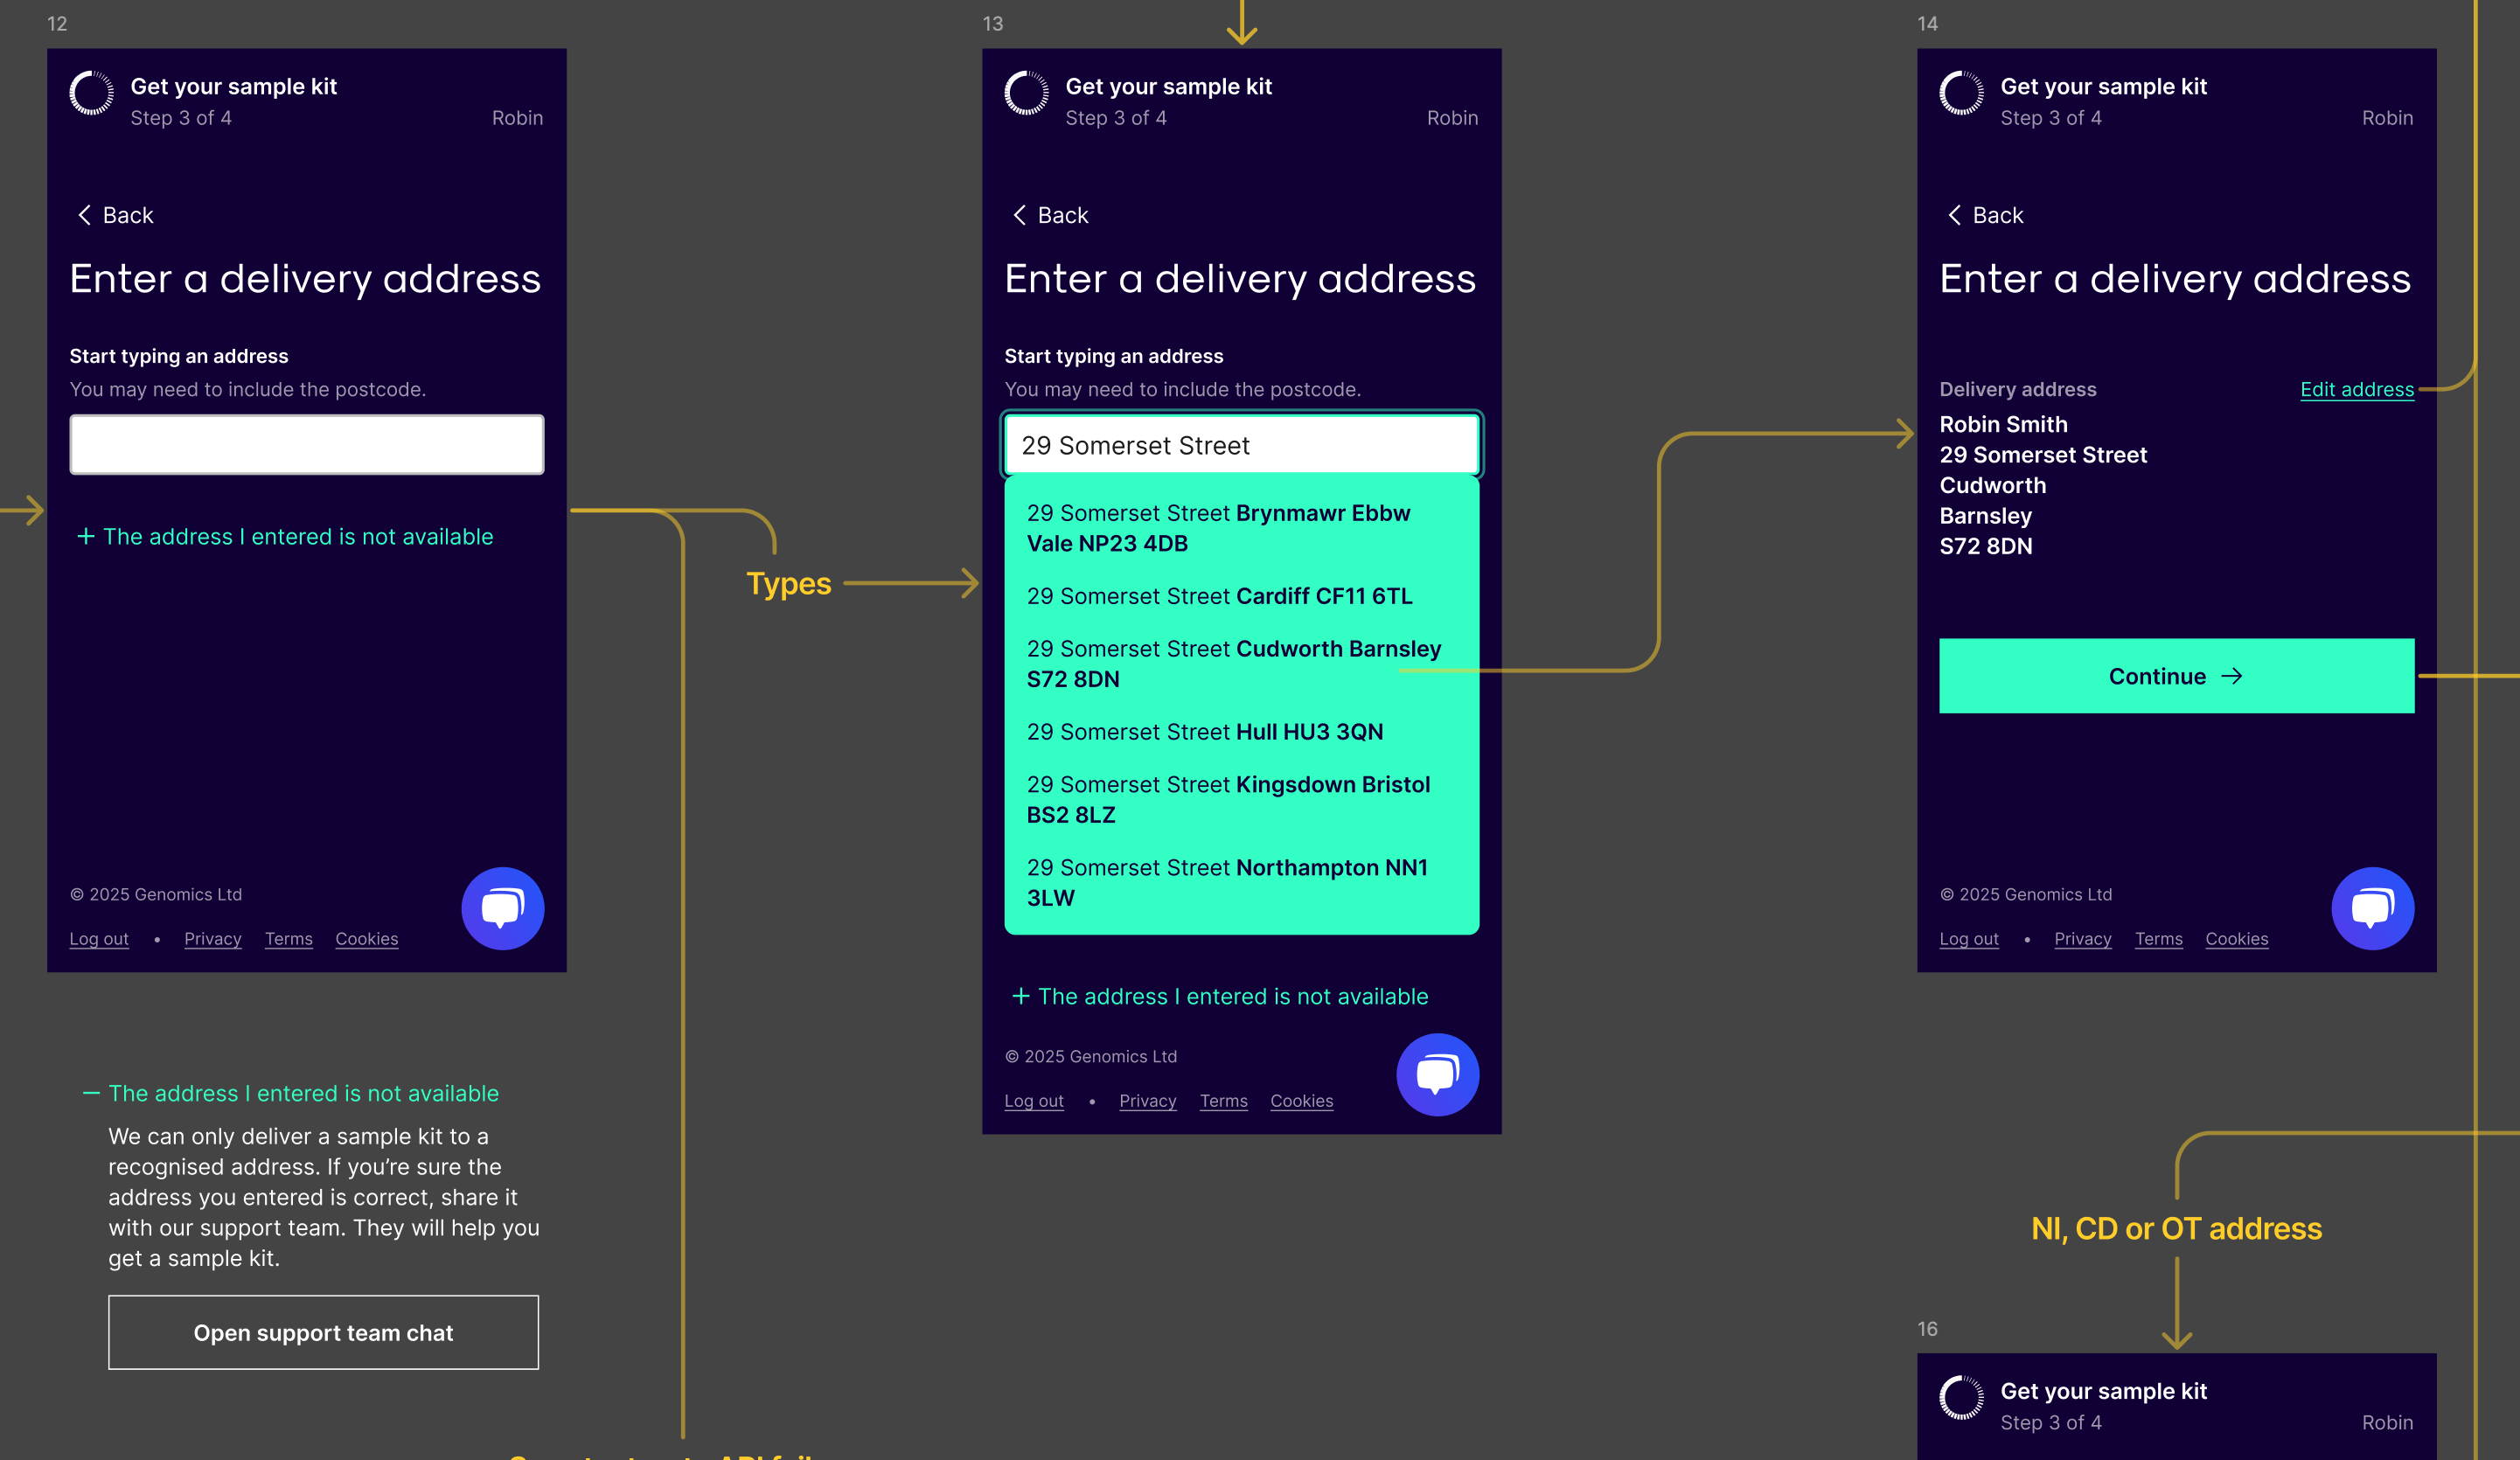 12
Get your sample kit
Step 3 of 4
Robin
Back
Enter a delivery address
Start typing an address
You may need to include the postcode.
+ The address I entered is not available
© 2025 Genomics Ltd
Log out • Privacy Terms Cookies
– The address I entered is not available
We can only deliver a sample kit to a
recognised address. If you’re sure the
address you entered is correct, share it
with our support team. They will help you
get a sample kit.
Open support team chat
Types
13
Get your sample kit
Step 3 of 4
Robin
Back
Enter a delivery address
Start typing an address
You may need to include the postcode.
29 Somerset Street
29 Somerset Street Brynmawr Ebbw
Vale NP23 4DB
29 Somerset Street Cardiff CF11 6TL
29 Somerset Street Cudworth Barnsley
S72 8DN
29 Somerset Street Hull HU3 3QN
29 Somerset Street Kingsdown Bristol
BS2 8LZ
29 Somerset Street Northampton NN1
3LW
+ The address I entered is not available
© 2025 Genomics Ltd
Log out • Privacy Terms Cookies
14
Get your sample kit
Step 3 of 4
Robin
Back
Enter a delivery address
Delivery address
Edit address
Robin Smith
29 Somerset Street
Cudworth
Barnsley
S72 8DN
Continue
© 2025 Genomics Ltd
Log out • Privacy Terms Cookies
NI, CD or OT address
16
Get your sample kit
Step 3 of 4
Robin